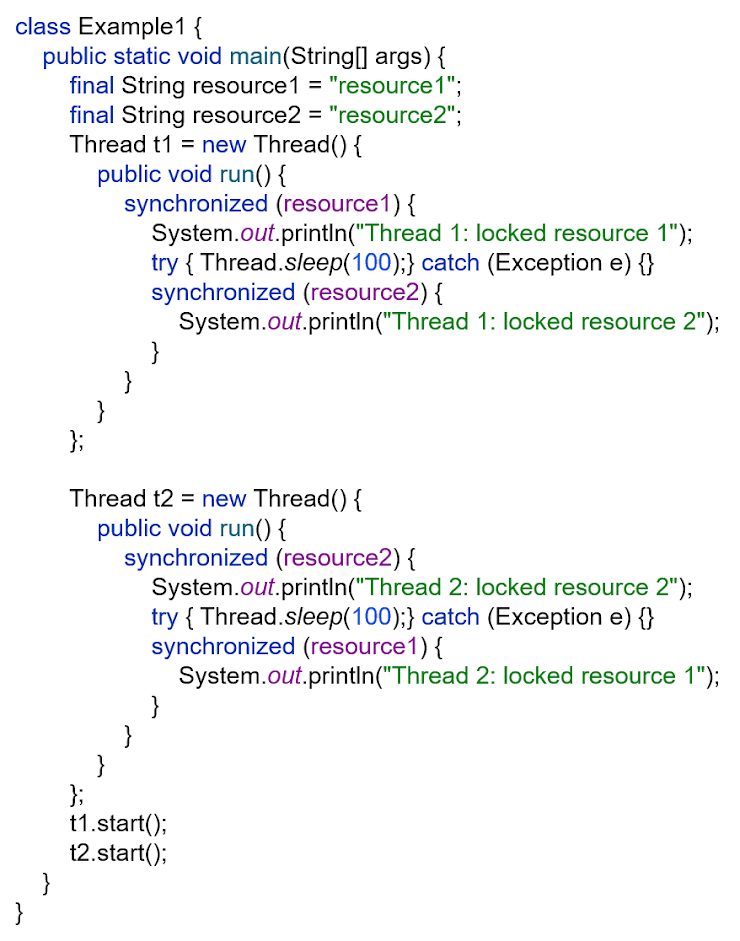 class Example1 {
public static void main(String[] args) {
final String resource1 = "resource1";
final String resource2 = "resource2";
Thread t1 = new Thread() {
public void run() {
synchronized (resource1) {
System.out.println("Thread 1: locked resource 1");
try { Thread.sleep(100);} catch (Exception e) {}
synchronized (resource2) {
System.out.println("Thread 1: locked resource 2");
}
}
}
};
Thread t2 = new Thread() {
public void run() {
synchronized (resource2) {
System.out.println("Thread 2: locked resource 2");
try { Thread.sleep(100);} catch (Exception e) {}
synchronized (resource1) {
System.out.println("Thread 2: locked resource 1");
}
}
}
};
t1.start();
t2.start();
}
}